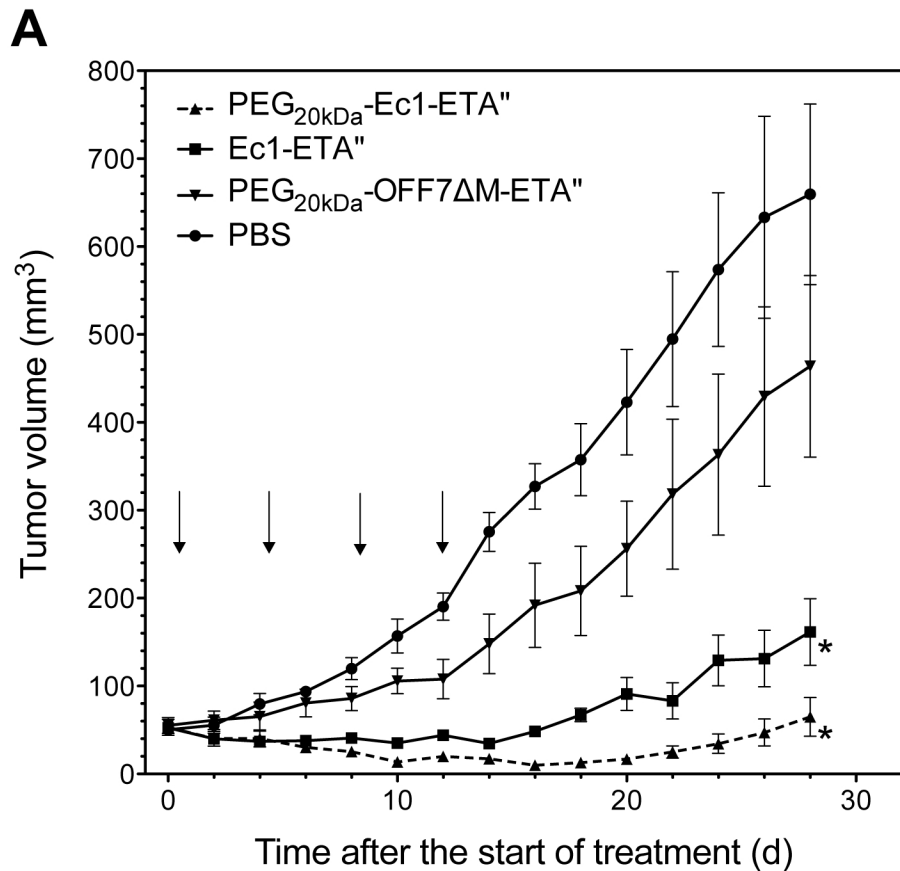 A
800
700
600
500
400
300
200
100
0
Tumor volume (mm³)
PEG₂₀ₖDₐ-Ec1-ETA"
Ec1-ETA"
PEG₂₀ₖDₐ-OFF7ΔM-ETA"
PBS
*
*
0 10 20 30
Time after the start of treatment (d)